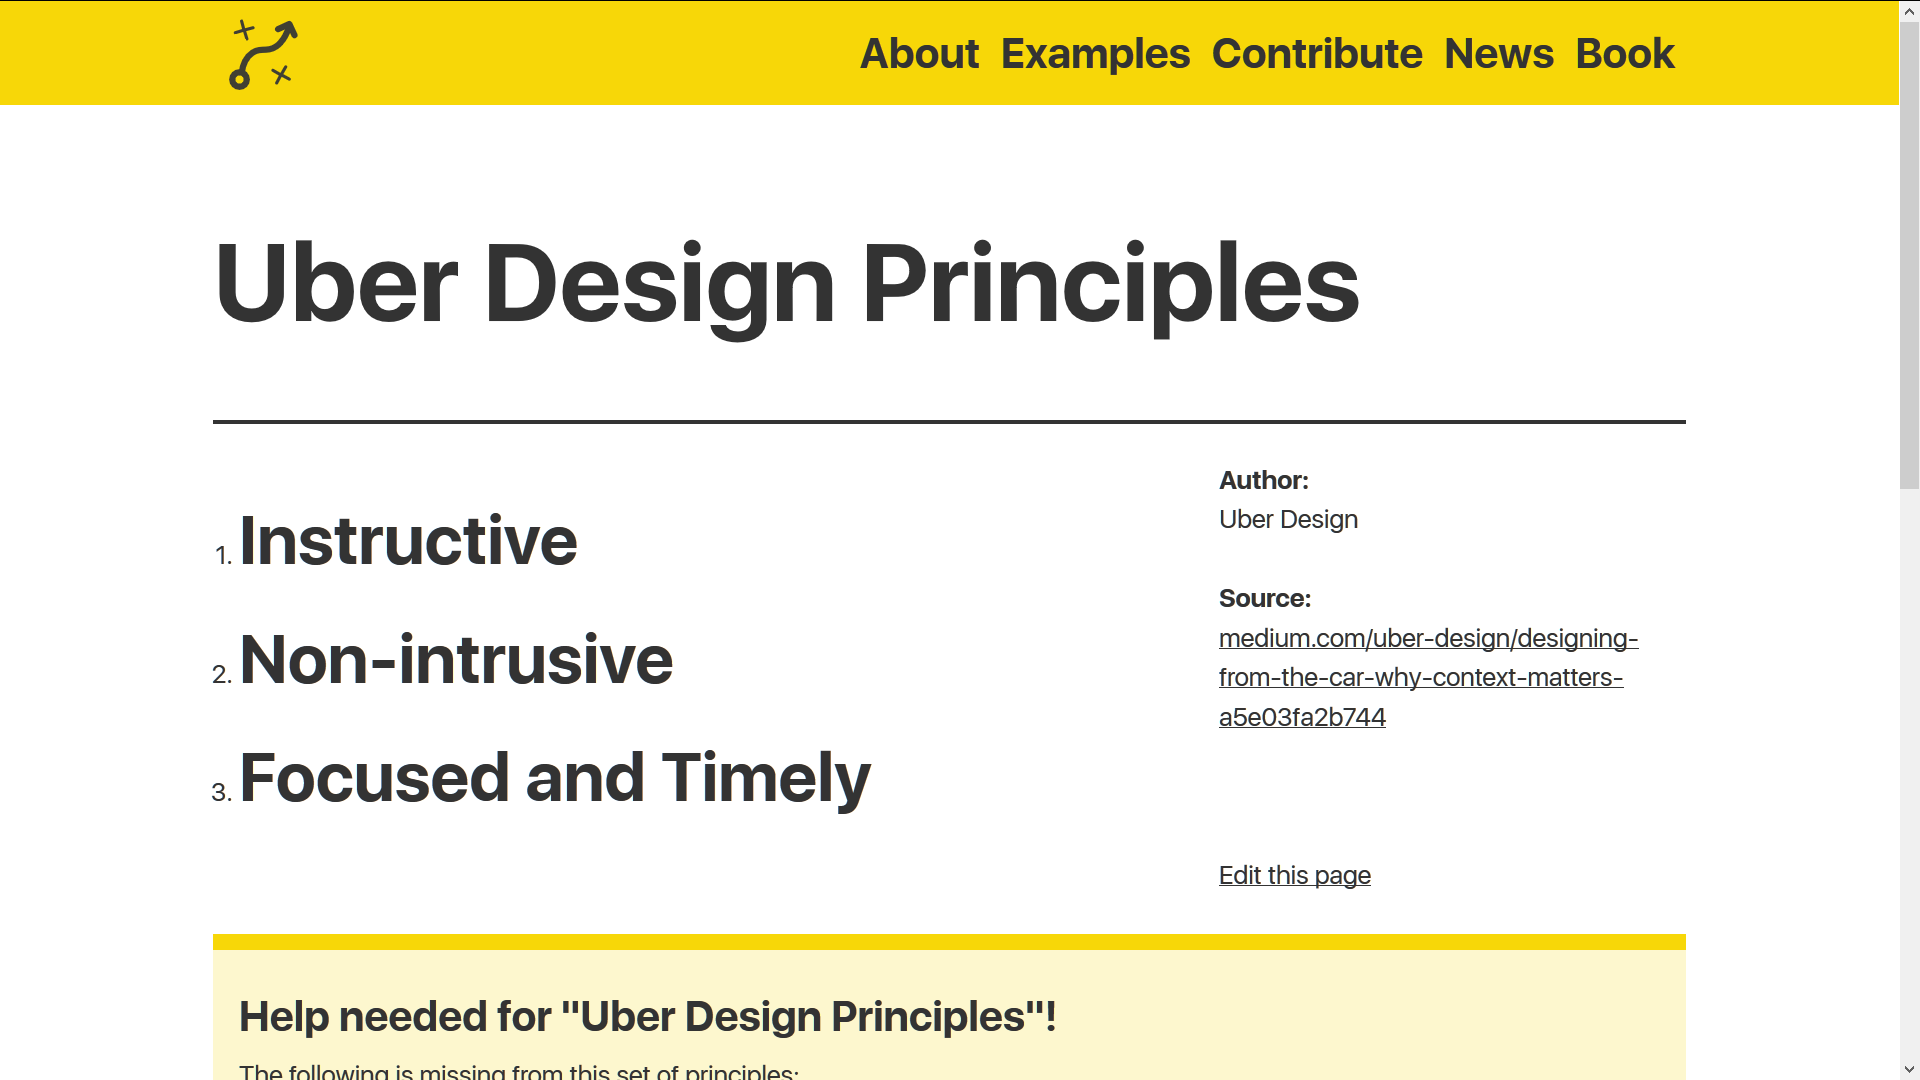 About Examples Contribute News Book
Uber Design Principles
1. Instructive
2. Non-intrusive
3. Focused and Timely
Author:
Uber Design
Source:
medium.com/uber-design/designing-
from-the-car-why-context-matters-
a5e03fa2b744
Edit this page
Help needed for "Uber Design Principles"!
The following is missing from this set of principles: